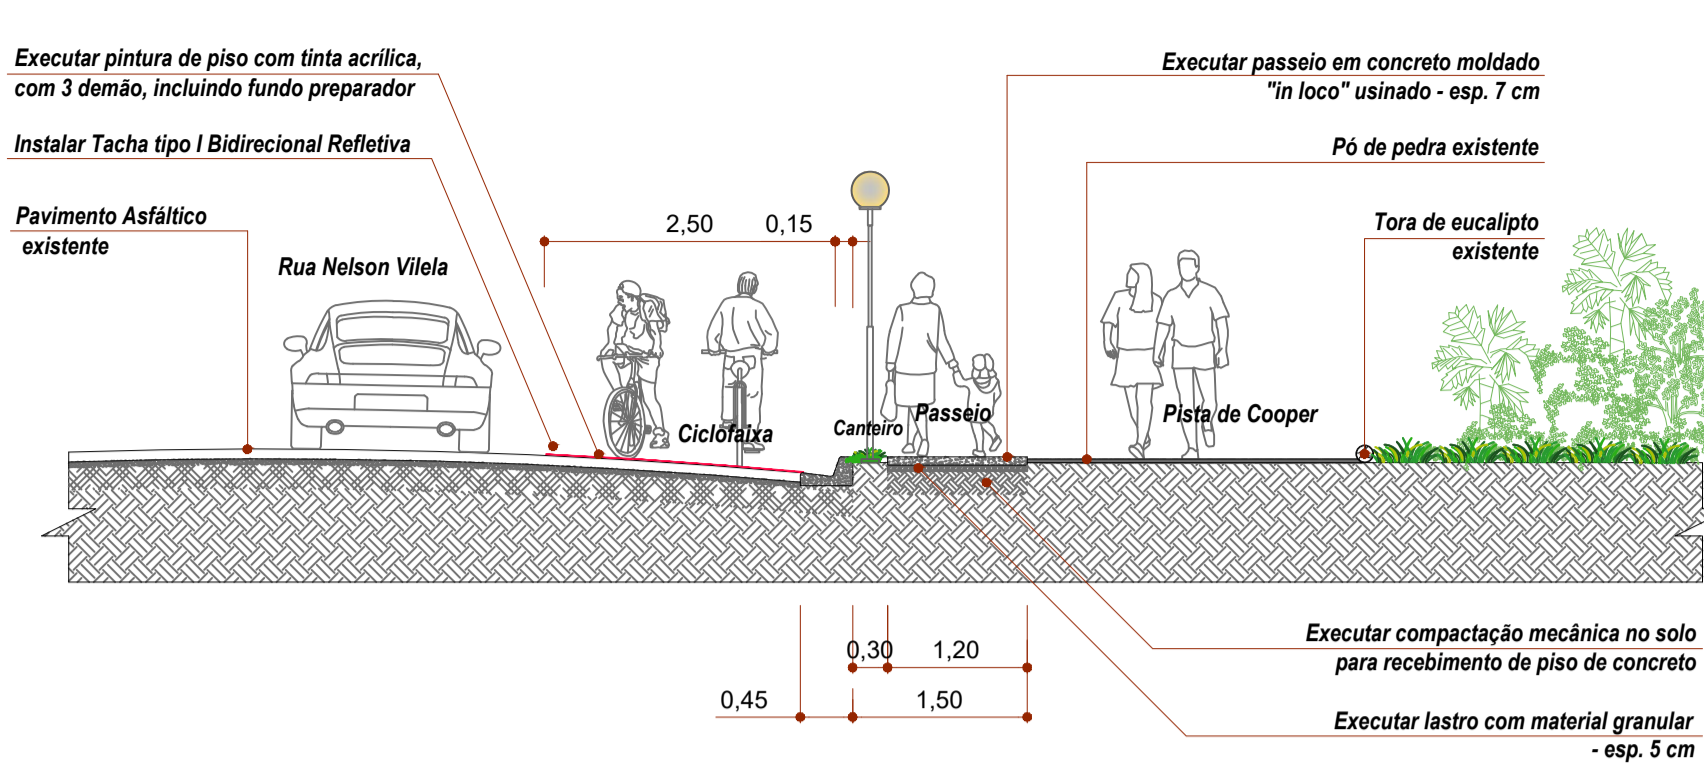 Executar pintura de piso com tinta acrílica,
com 3 demão, incluindo fundo preparador
Instalar Tacha tipo I Bidirecional Refletiva
Pavimento Asfáltico
existente
Rua Nelson Vilela
2,50
0,15
Executar passeio em concreto moldado
"in loco" usinado - esp. 7 cm
Pó de pedra existente
Tora de eucalipto
existente
Ciclofaixa
Canteiro
Passeio
Pista de Cooper
0,30
1,20
0,45
1,50
Executar compactação mecânica no solo
para recebimento de piso de concreto
Executar lastro com material granular
- esp. 5 cm